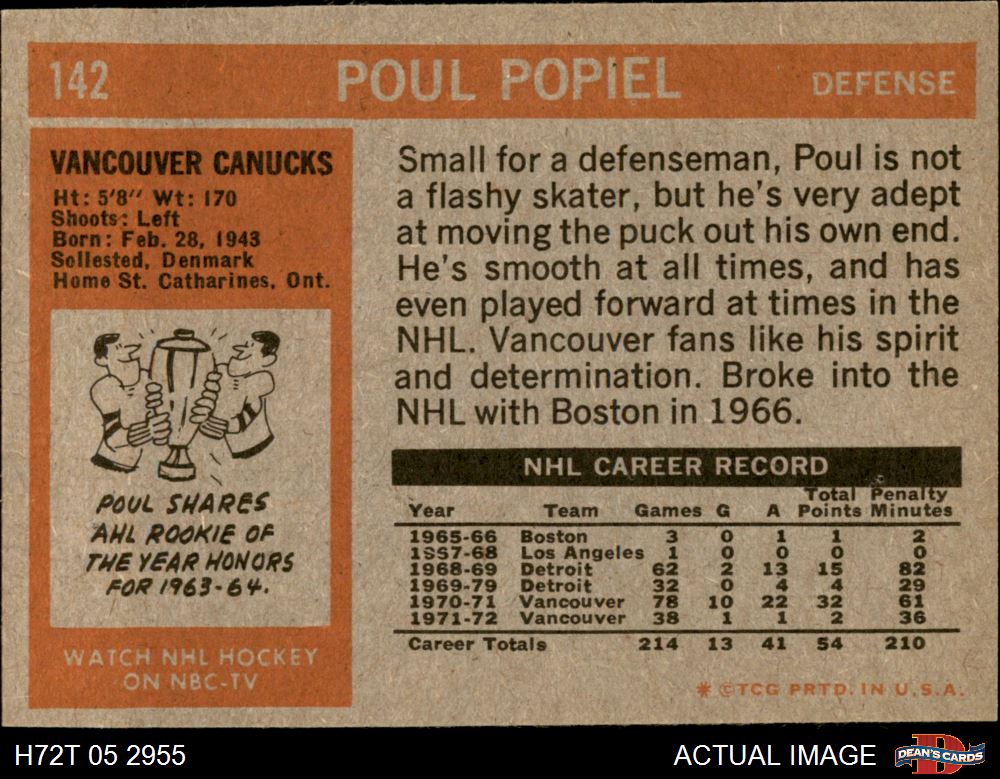 142 POUL POPIEL DEFENSE
VANCOUVER CANUCKS
Ht: 5'8″ Wt: 170
Shoots: Left
Born: Feb. 28, 1943
Sollested, Denmark
Home St. Catharines, Ont.
POUL SHARES
AHL ROOKIE OF
THE YEAR HONORS
FOR 1963-64.
WATCH NHL HOCKEY
ON NBC-TV
Small for a defenseman, Poul is not
a flashy skater, but he's very adept
at moving the puck out his own end.
He's smooth at all times, and has
even played forward at times in the
NHL. Vancouver fans like his spirit
and determination. Broke into the
NHL with Boston in 1966.
NHL CAREER RECORD
Year Team Games G A Total Points Penalty Minutes
1965-66 Boston 3 0 1 1 2
1957-68 Los Angeles 1 0 0 0 0
1968-69 Detroit 62 2 13 15 82
1969-79 Detroit 32 0 4 4 29
1970-71 Vancouver 78 10 22 32 61
1971-72 Vancouver 38 1 1 2 36
Career Totals 214 13 41 54 210
* ©TCG PRTD. IN U.S.A.
H72T 05 2955 ACTUAL IMAGE DEAN'S CARDS